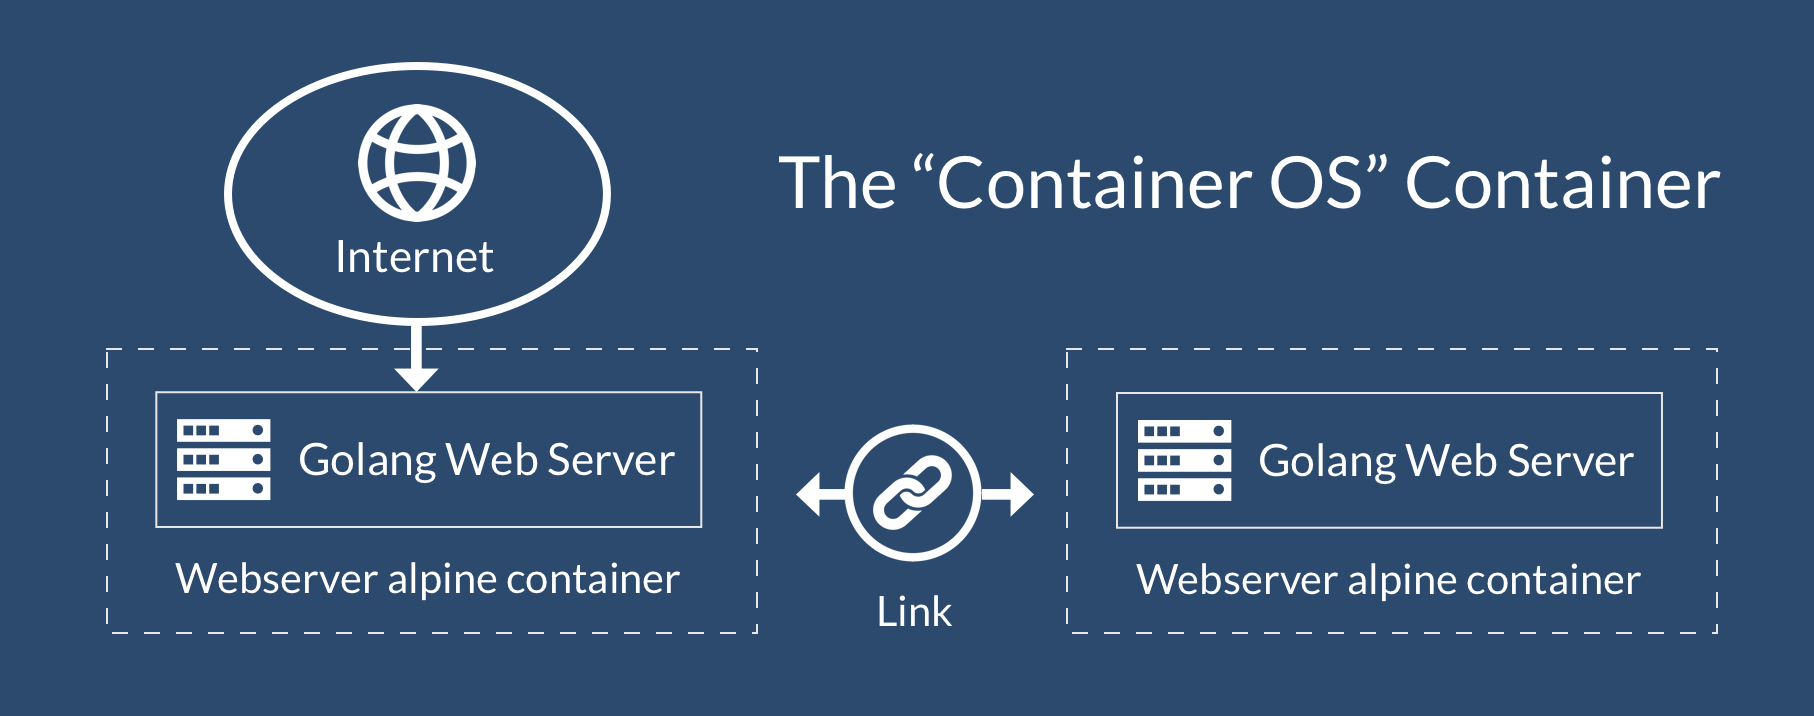 The “Container OS” Container
Internet
Golang Web Server
Webserver alpine container
Link
Golang Web Server
Webserver alpine container